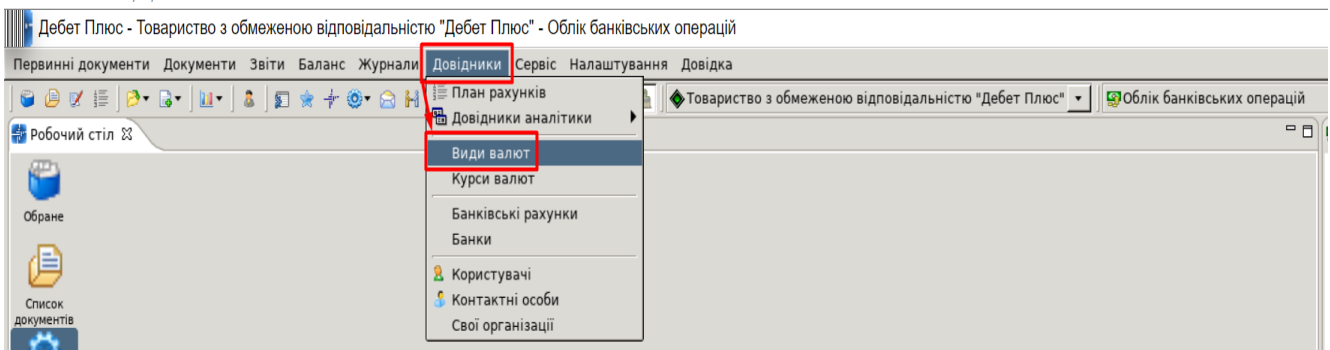 Дебет Плюс - Товариство з обмеженою відповідальністю "Дебет Плюс" - Облік банківських операцій
Первинні документи Документи Звіти Баланс Журнали Довідники Сервіс Налаштування Довідка
Товариство з обмеженою відповідальністю "Дебет Плюс" Облік банківських операцій
Робочий стіл
План рахунків
Довідники аналітики
Види валют
Курси валют
Банківські рахунки
Банки
Користувачі
Контактні особи
Свої організації
Обране
Список
документів